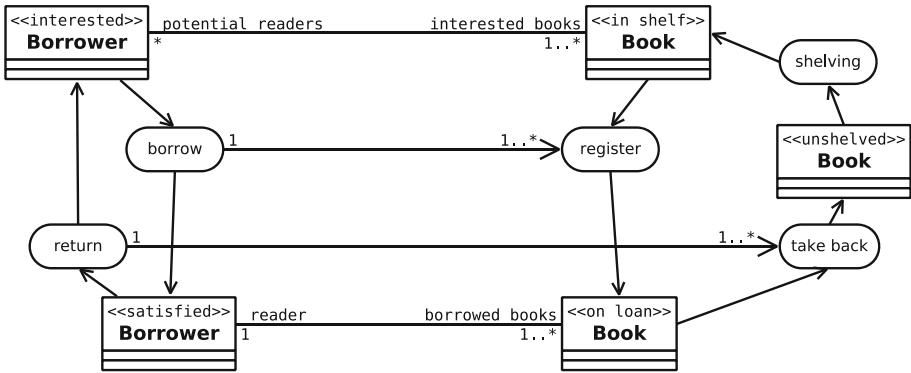 <<interested>>
Borrower
potential readers
*
interested books
1..*
<<in shelf>>
Book
shelving
borrow
1
1..*
register
<<unshelved>>
Book
return
1
1..*
take back
<<satisfied>>
Borrower
reader
1
borrowed books
1..*
<<on loan>>
Book